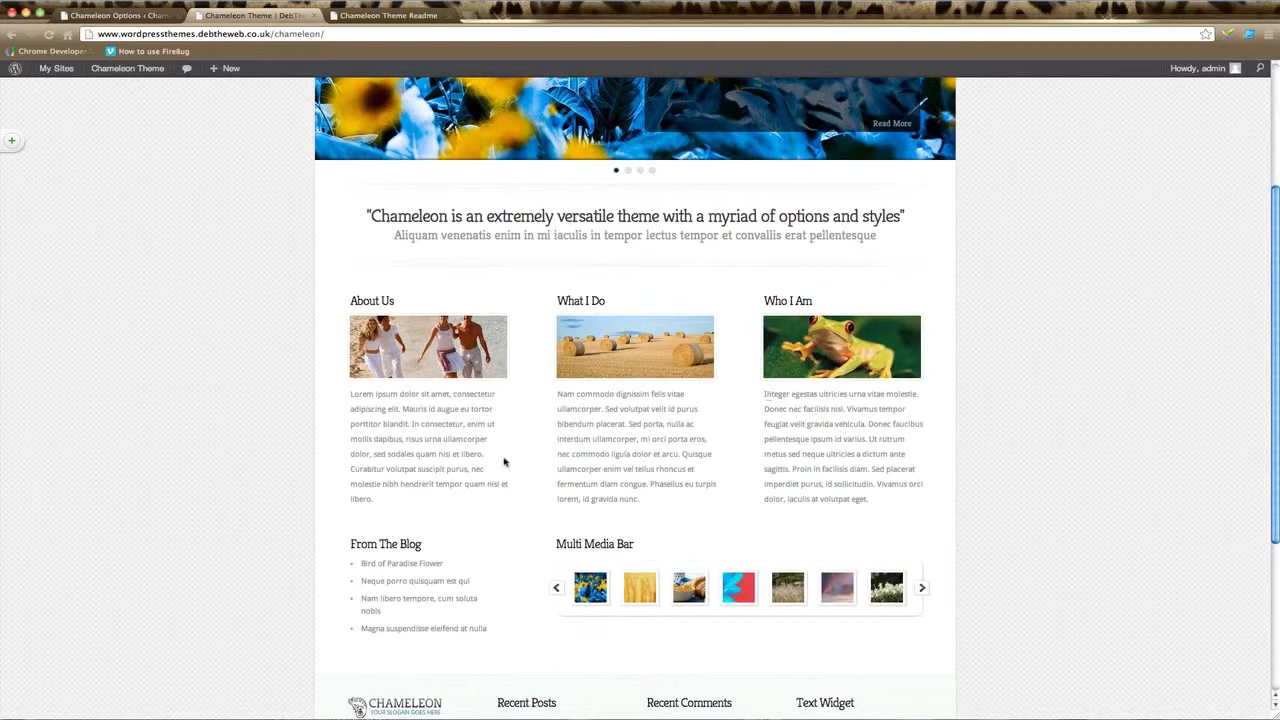 Chameleon Options ‹ Cham
Chameleon Theme | DebTh
Chameleon Theme Readme
www.wordpressthemes.debtheweb.co.uk/chameleon/
Chrome Developer
How to use FireBug
My Sites
Chameleon Theme
New
Howdy, admin
Read More
"Chameleon is an extremely versatile theme with a myriad of options and styles"
Aliquam venenatis enim in mi iaculis in tempor lectus tempor et convallis erat pellentesque
About Us
Lorem ipsum dolor sit amet, consectetur
adipiscing elit. Mauris id augue eu tortor
porttitor blandit. In consectetur, enim ut
mollis dapibus, risus urna ullamcorper
dolor, sed sodales quam nisi et libero.
Curabitur volutpat suscipit purus, nec
molestie nibh hendrerit tempor quam nisl et
libero.
What I Do
Nam commodo dignissim felis vitae
ullamcorper. Sed volutpat velit id purus
bibendum placerat. Sed porta, nulla ac
interdum ullamcorper, mi orci porta eros,
nec commodo ligula dolor et arcu. Quisque
ullamcorper enim vel tellus rhoncus et
fermentum diam congue. Phasellus eu turpis
lorem, id gravida nunc.
Who I Am
Integer egestas ultricies urna vitae molestie.
Donec nec facilisis nisi. Vivamus tempor
feugiat velit gravida vehicula. Donec faucibus
pellentesque ipsum id varius. Ut rutrum
metus sed neque ultricies a dictum ante
sagittis. Proin in facilisis diam. Sed placerat
imperdiet purus, id sollicitudin. Vivamus orci
dolor, iaculis at volutpat eget.
From The Blog
Bird of Paradise Flower
Neque porro quisquam est qui
Nam libero tempore, cum soluta
nobis
Magna suspendisse eleifend at nulla
Multi Media Bar
CHAMELEON
YOUR SLOGAN GOES HERE
Recent Posts
Recent Comments
Text Widget